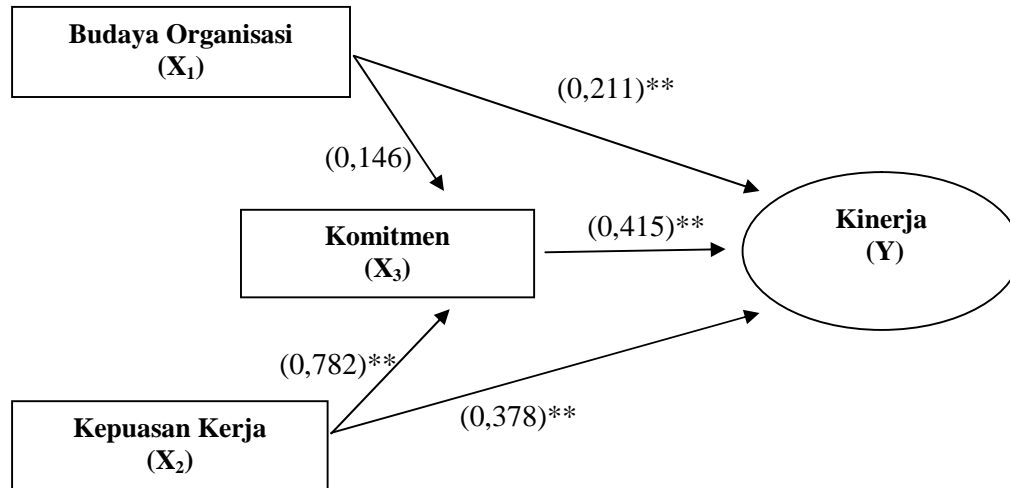 Budaya Organisasi
(X₁)
(0,211)**
(0,146)
Komitmen
(X₃)
(0,415)**
Kinerja
(Y)
(0,782)**
(0,378)**
Kepuasan Kerja
(X₂)